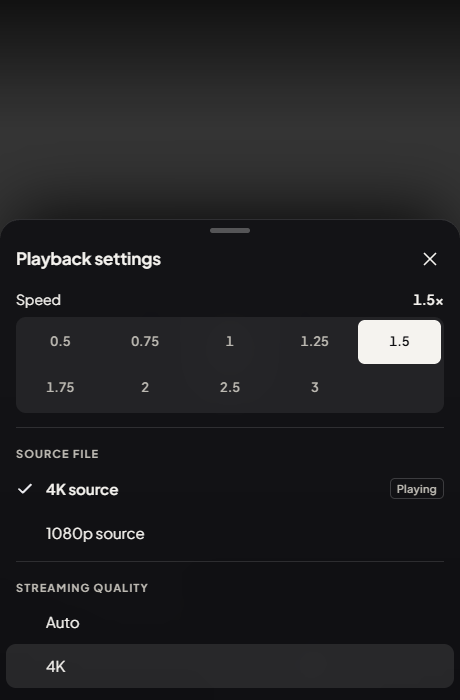 Playback settings
Speed 1.5×
0.5 0.75 1 1.25 1.5
1.75 2 2.5 3
SOURCE FILE
4K source Playing
1080p source
STREAMING QUALITY
Auto
4K